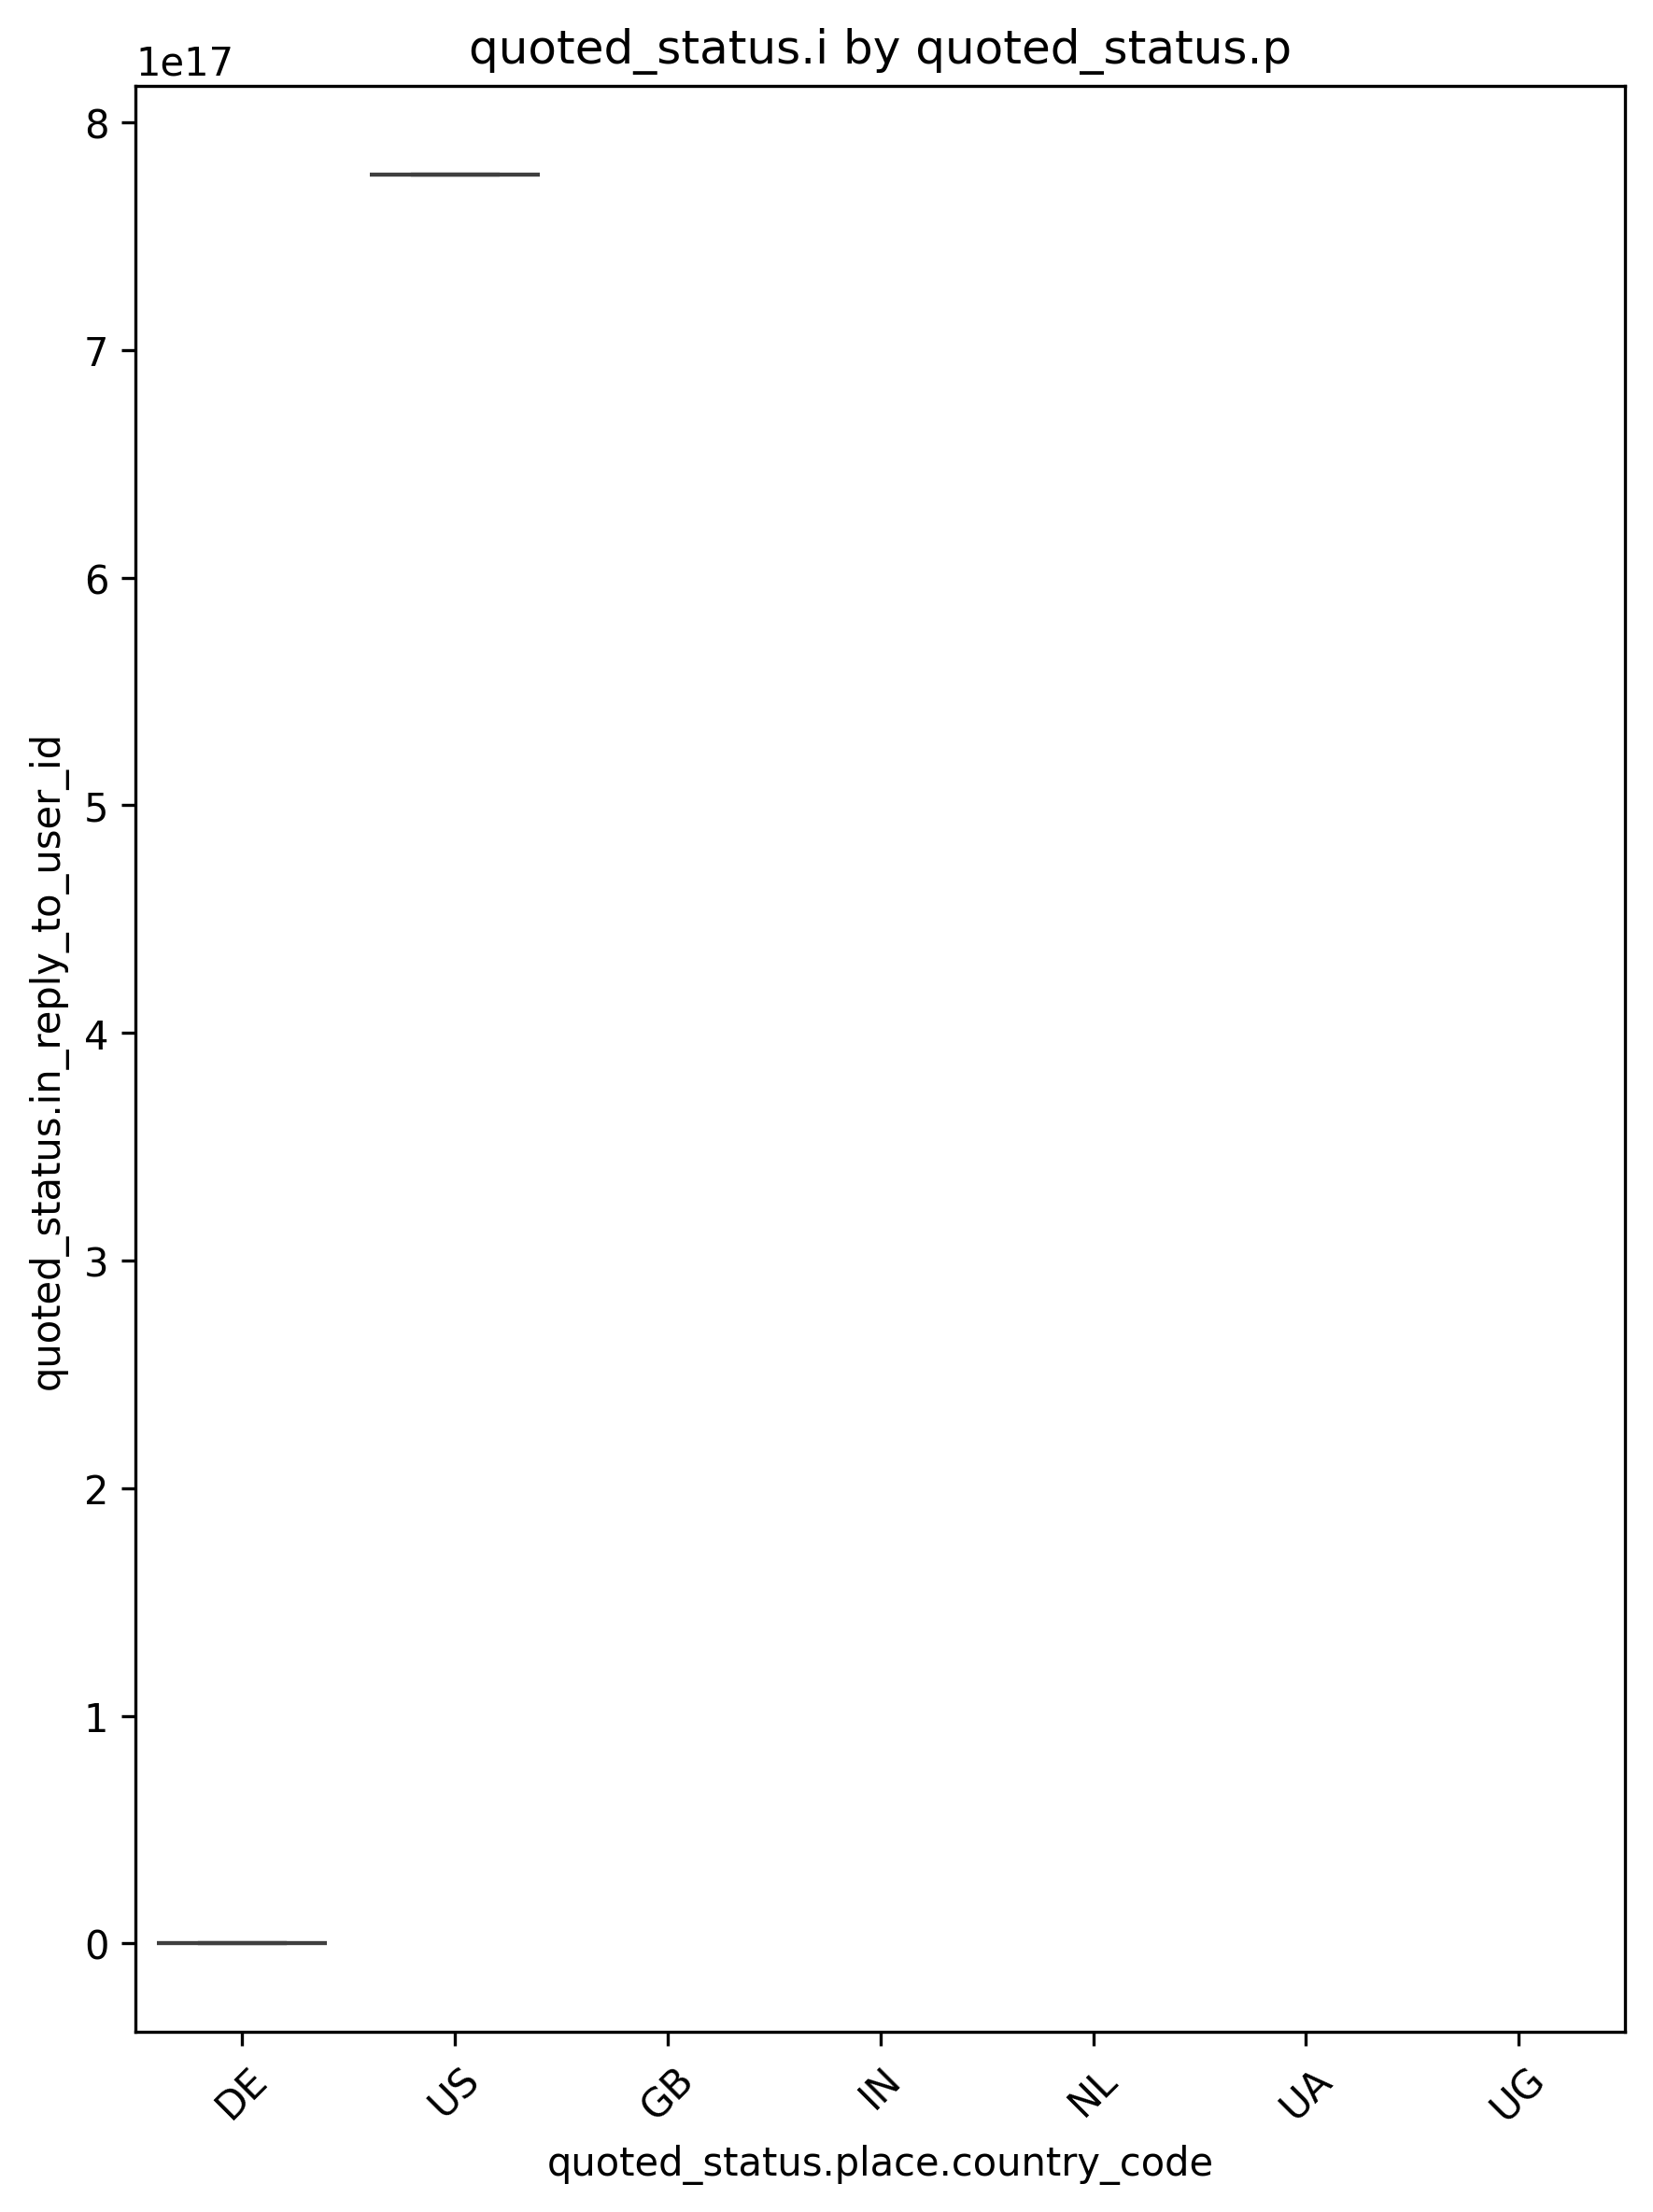 quoted_status.i by quoted_status.p
1e17
8
7
6
5
4
3
2
1
0
quoted_status.in_reply_to_user_id
DE
US
GB
IN
NL
UA
UG
quoted_status.place.country_code